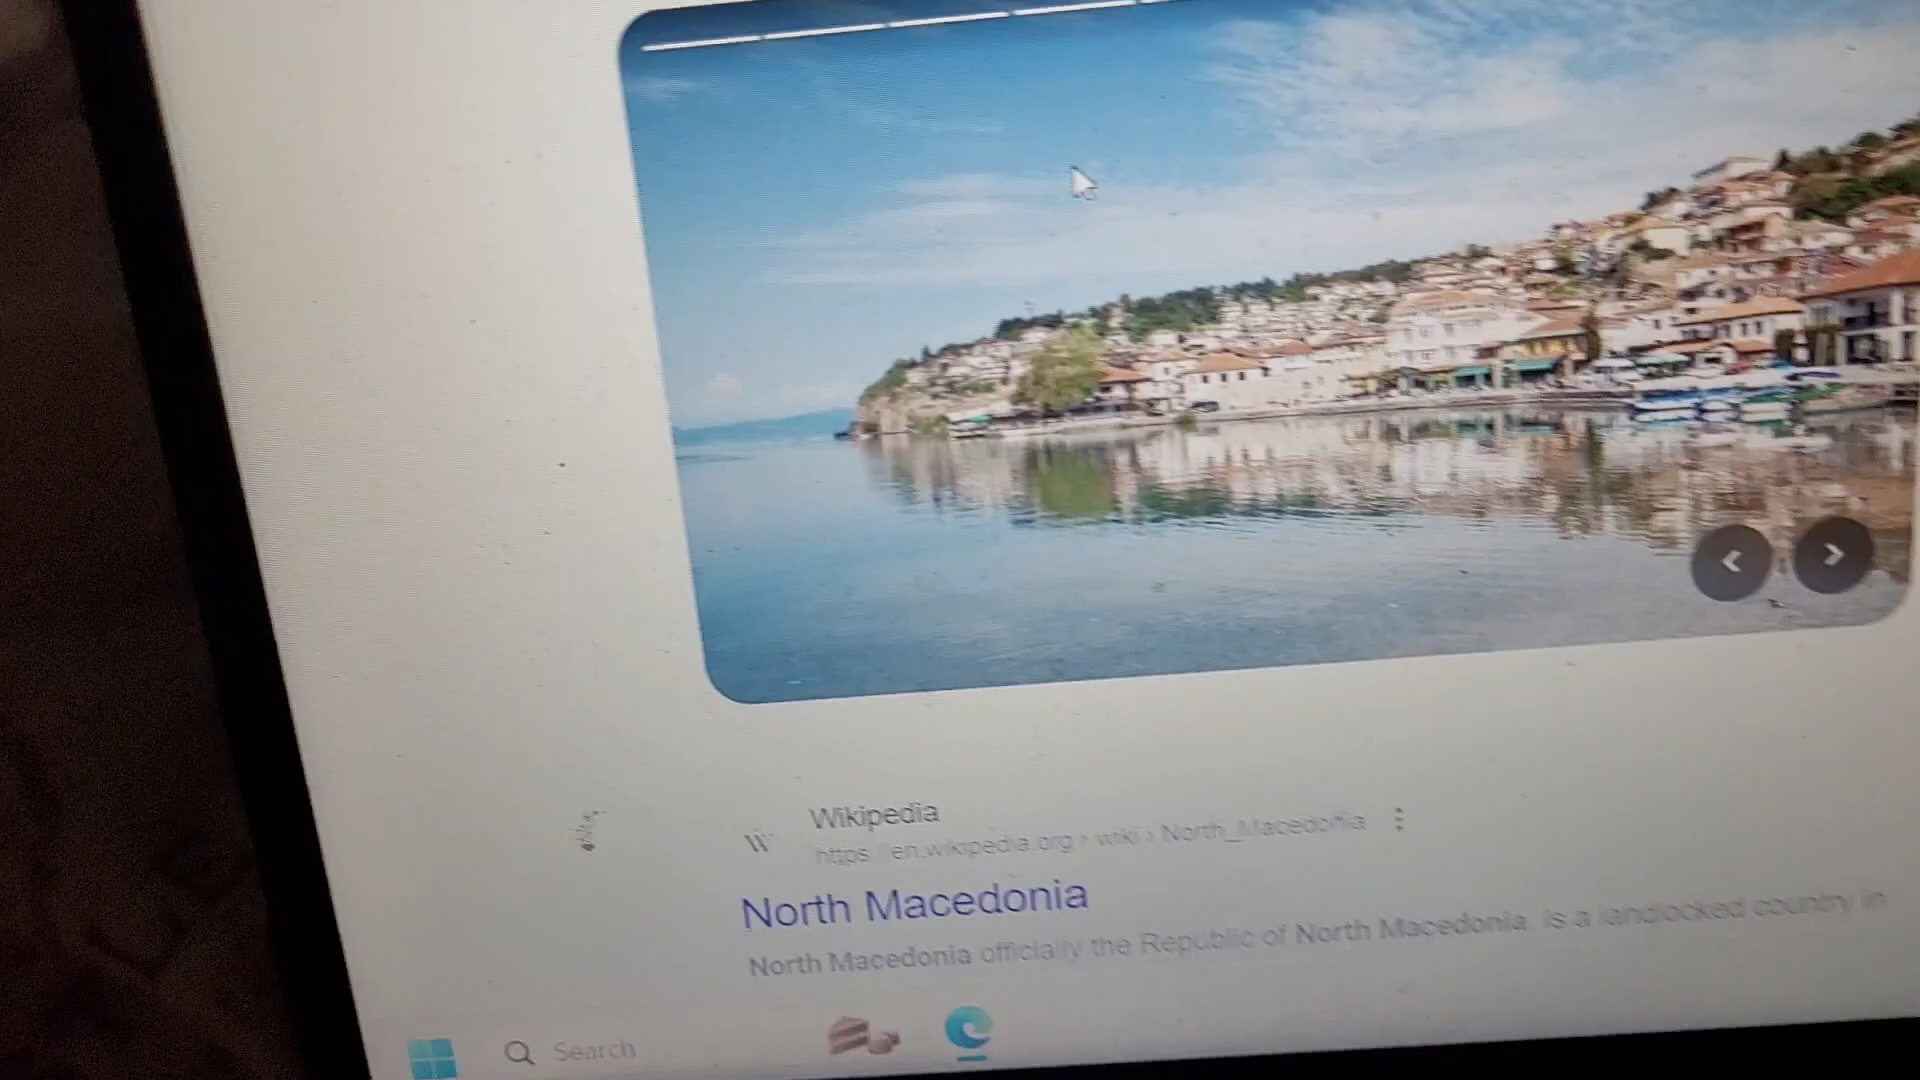 Wikipedia
https://en.wikipedia.org › wiki › North_Macedonia
North Macedonia
North Macedonia officially the Republic of North Macedonia, is a landlocked country in
Search